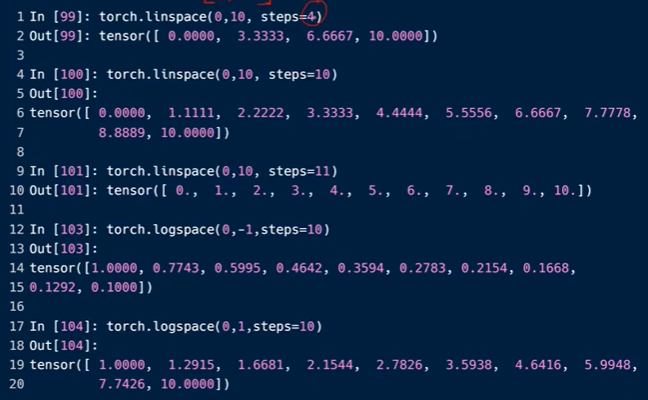 1 In [99]: torch.linspace(0,10, steps=4)
2 Out[99]: tensor([ 0.0000, 3.3333, 6.6667, 10.0000])
3
4 In [100]: torch.linspace(0,10, steps=10)
5 Out[100]:
6 tensor([ 0.0000, 1.1111, 2.2222, 3.3333, 4.4444, 5.5556, 6.6667, 7.7778,
7 8.8889, 10.0000])
8
9 In [101]: torch.linspace(0,10, steps=11)
10 Out[101]: tensor([ 0., 1., 2., 3., 4., 5., 6., 7., 8., 9., 10.])
11
12 In [103]: torch.logspace(0,-1,steps=10)
13 Out[103]:
14 tensor([1.0000, 0.7743, 0.5995, 0.4642, 0.3594, 0.2783, 0.2154, 0.1668,
15 0.1292, 0.1000])
16
17 In [104]: torch.logspace(0,1,steps=10)
18 Out[104]:
19 tensor([ 1.0000, 1.2915, 1.6681, 2.1544, 2.7826, 3.5938, 4.6416, 5.9948,
20 7.7426, 10.0000])